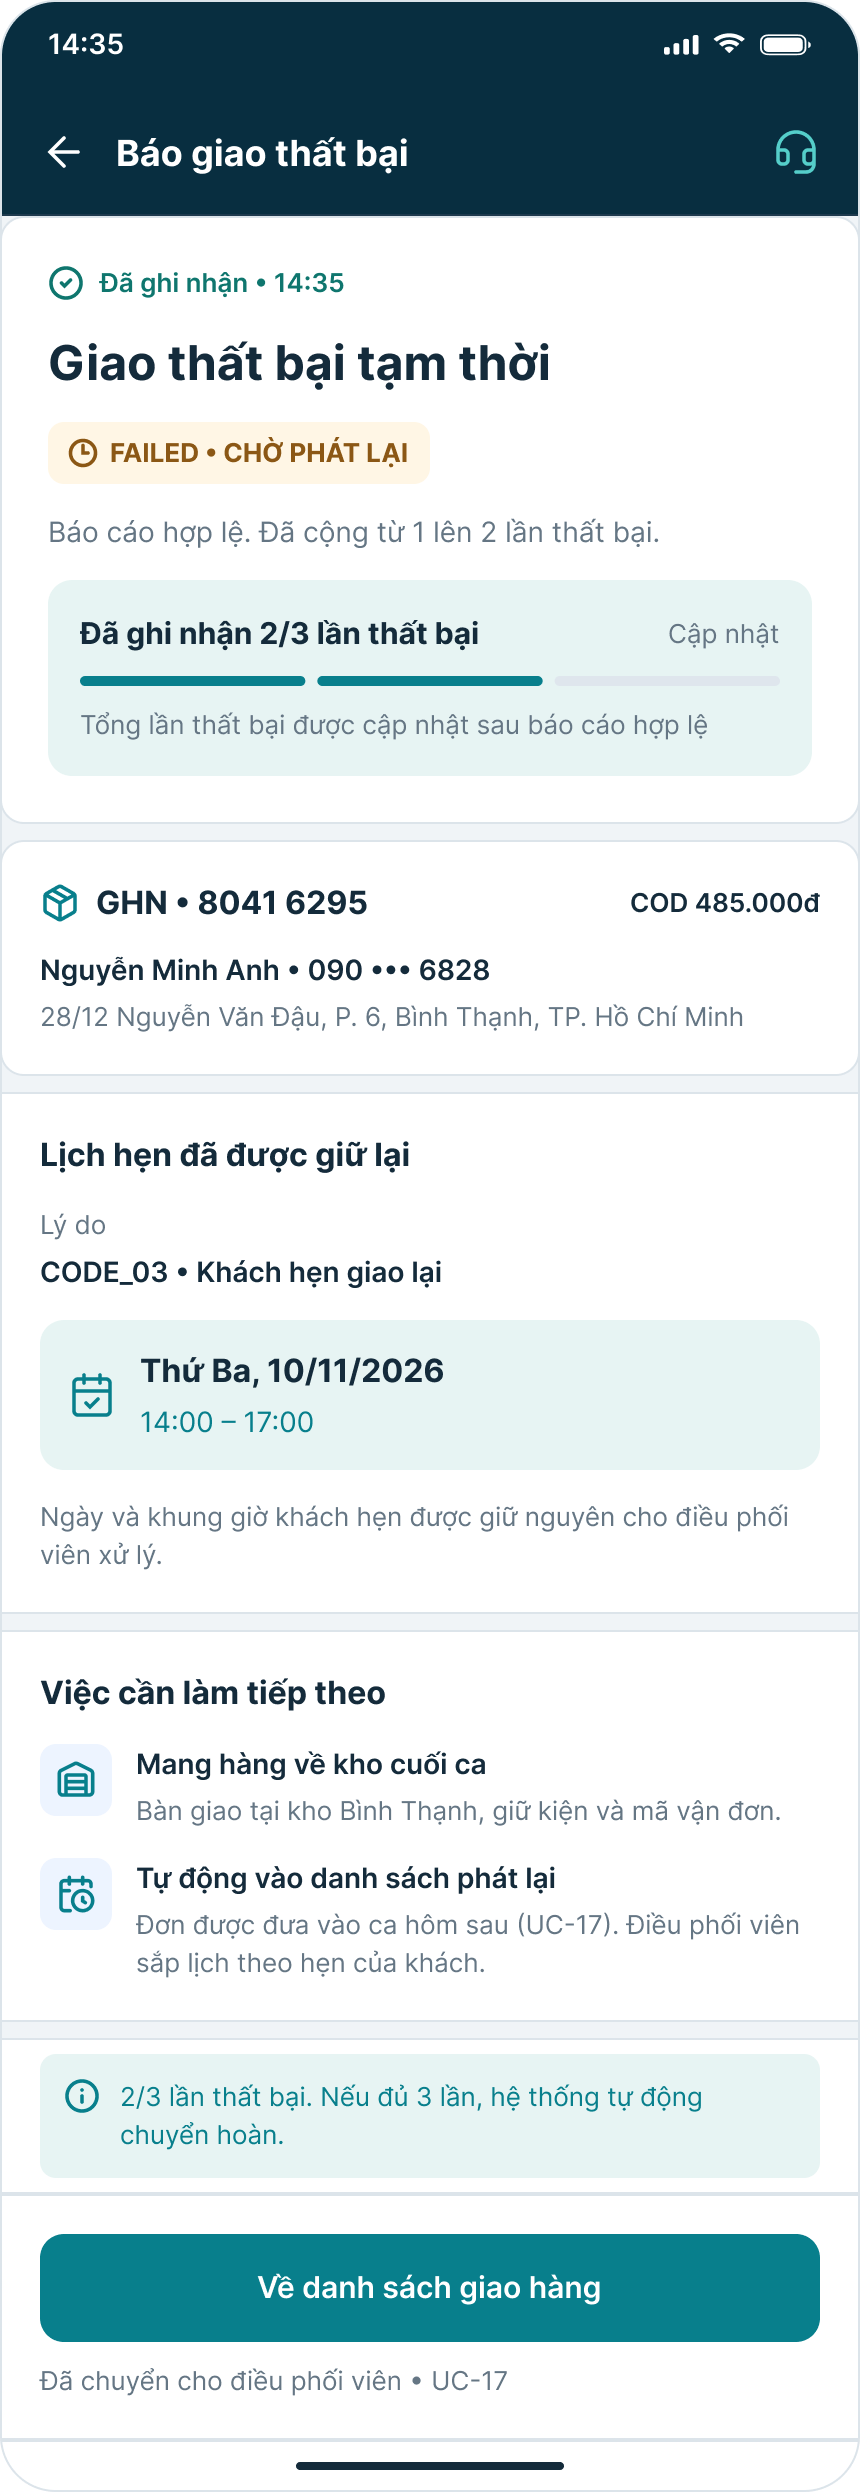 14:35
Báo giao thất bại
Đã ghi nhận • 14:35
Giao thất bại tạm thời
FAILED • CHỜ PHÁT LẠI
Báo cáo hợp lệ. Đã cộng từ 1 lên 2 lần thất bại.
Đã ghi nhận 2/3 lần thất bại
Cập nhật
Tổng lần thất bại được cập nhật sau báo cáo hợp lệ
GHN • 8041 6295
COD 485.000đ
Nguyễn Minh Anh • 090 ••• 6828
28/12 Nguyễn Văn Đậu, P. 6, Bình Thạnh, TP. Hồ Chí Minh
Lịch hẹn đã được giữ lại
Lý do
CODE_03 • Khách hẹn giao lại
Thứ Ba, 10/11/2026
14:00 – 17:00
Ngày và khung giờ khách hẹn được giữ nguyên cho điều phối
viên xử lý.
Việc cần làm tiếp theo
Mang hàng về kho cuối ca
Bàn giao tại kho Bình Thạnh, giữ kiện và mã vận đơn.
Tự động vào danh sách phát lại
Đơn được đưa vào ca hôm sau (UC-17). Điều phối viên
sắp lịch theo hẹn của khách.
2/3 lần thất bại. Nếu đủ 3 lần, hệ thống tự động
chuyển hoàn.
Về danh sách giao hàng
Đã chuyển cho điều phối viên • UC-17